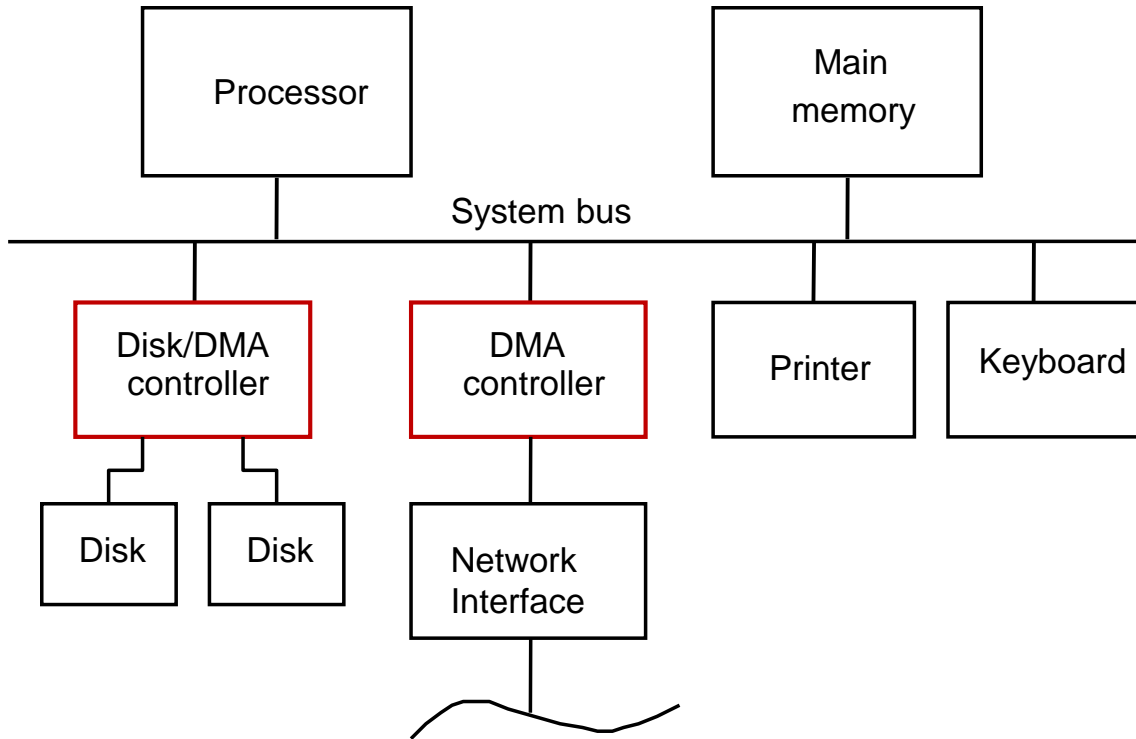 Processor
Main
memory
System bus
Disk/DMA
controller
DMA
controller
Printer
Keyboard
Disk
Disk
Network
Interface